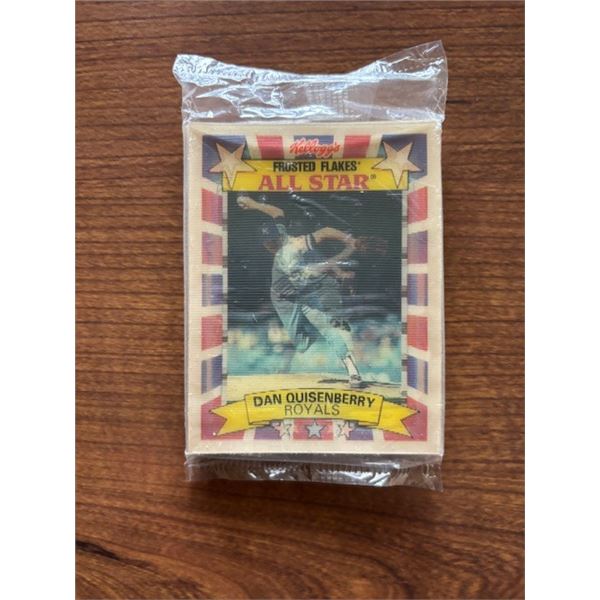 Kellogg's
FROSTED FLAKES®
ALL STAR®
DAN QUISENBERRY
ROYALS